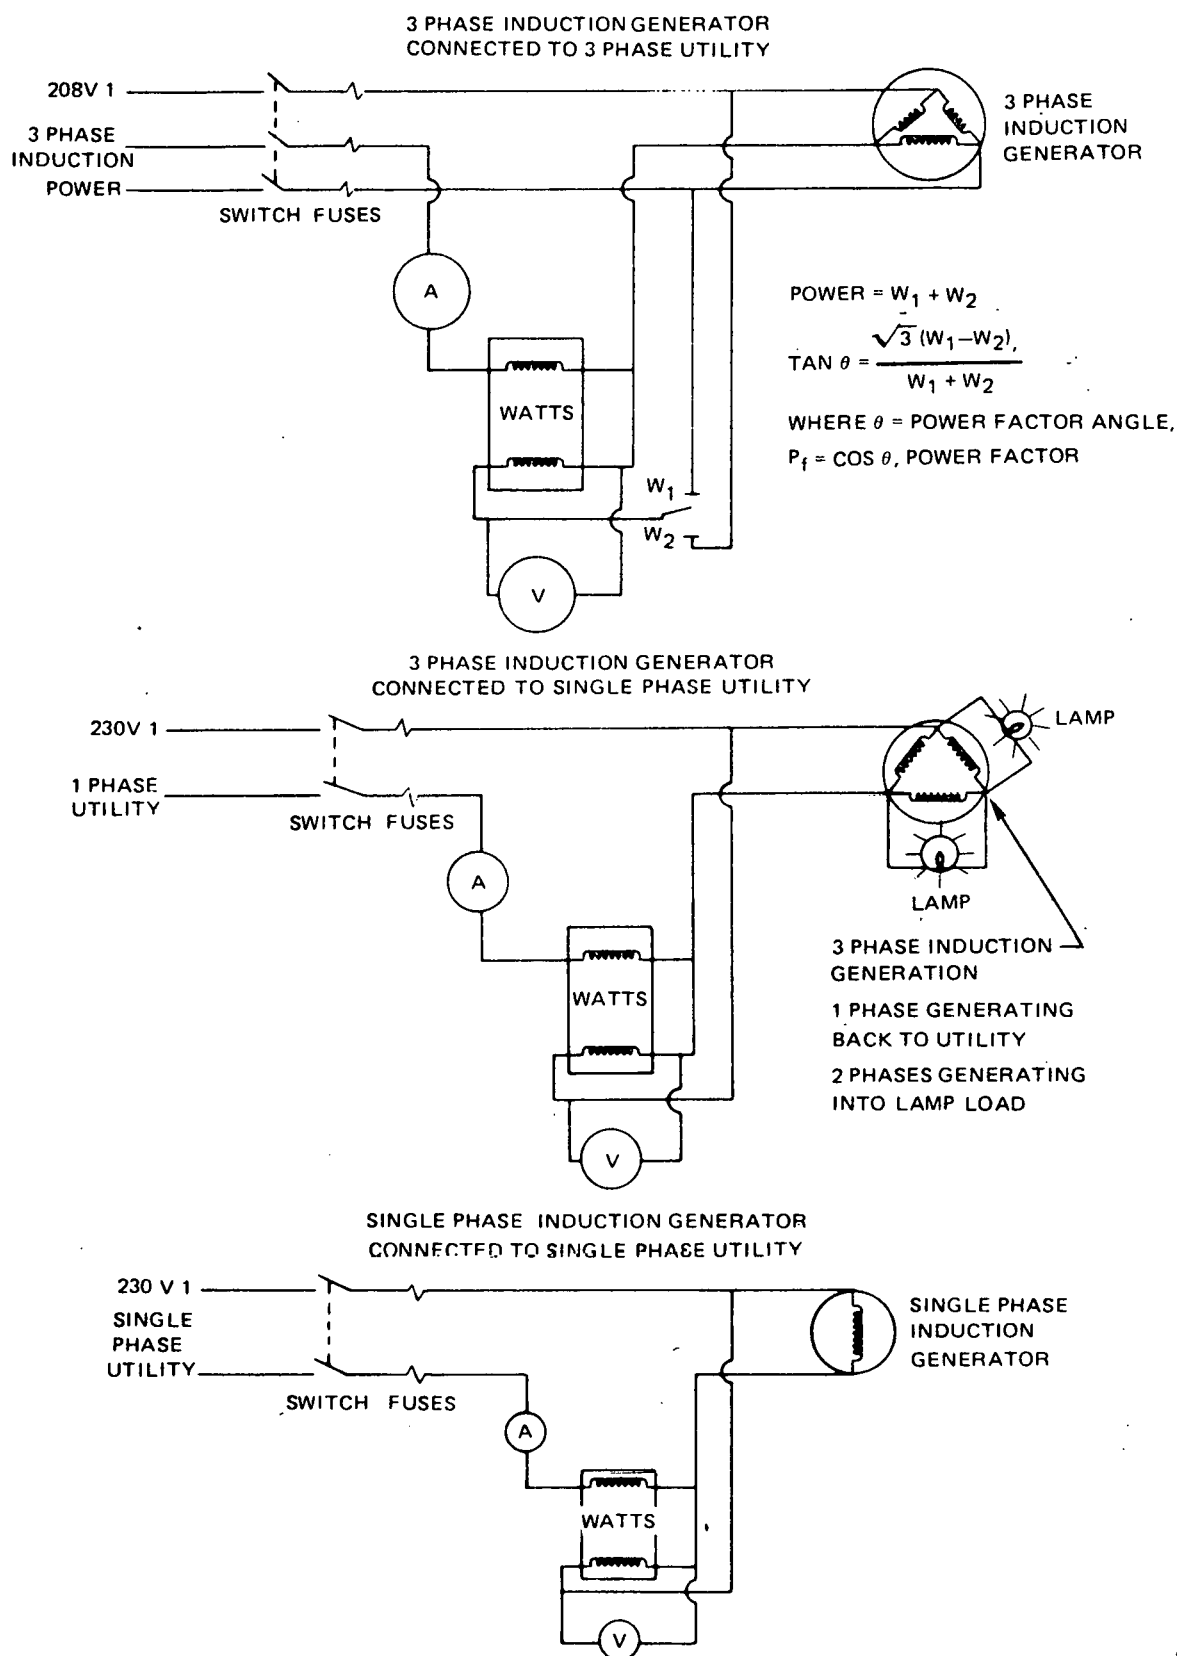 3 PHASE INDUCTION GENERATOR
CONNECTED TO 3 PHASE UTILITY
208V 1
3 PHASE
INDUCTION
POWER
SWITCH FUSES
3 PHASE
INDUCTION
GENERATOR
A
WATTS
V
W1
W2
POWER = W1 + W2
TAN θ = √3 (W1–W2), / W1 + W2
WHERE θ = POWER FACTOR ANGLE,
Pf = COS θ, POWER FACTOR
3 PHASE INDUCTION GENERATOR
CONNECTED TO SINGLE PHASE UTILITY
230V 1
1 PHASE
UTILITY
SWITCH FUSES
A
WATTS
V
LAMP
LAMP
3 PHASE INDUCTION
GENERATION
1 PHASE GENERATING
BACK TO UTILITY
2 PHASES GENERATING
INTO LAMP LOAD
SINGLE PHASE INDUCTION GENERATOR
CONNECTED TO SINGLE PHASE UTILITY
230 V 1
SINGLE
PHASE
UTILITY
SWITCH FUSES
A
WATTS
V
SINGLE PHASE
INDUCTION
GENERATOR